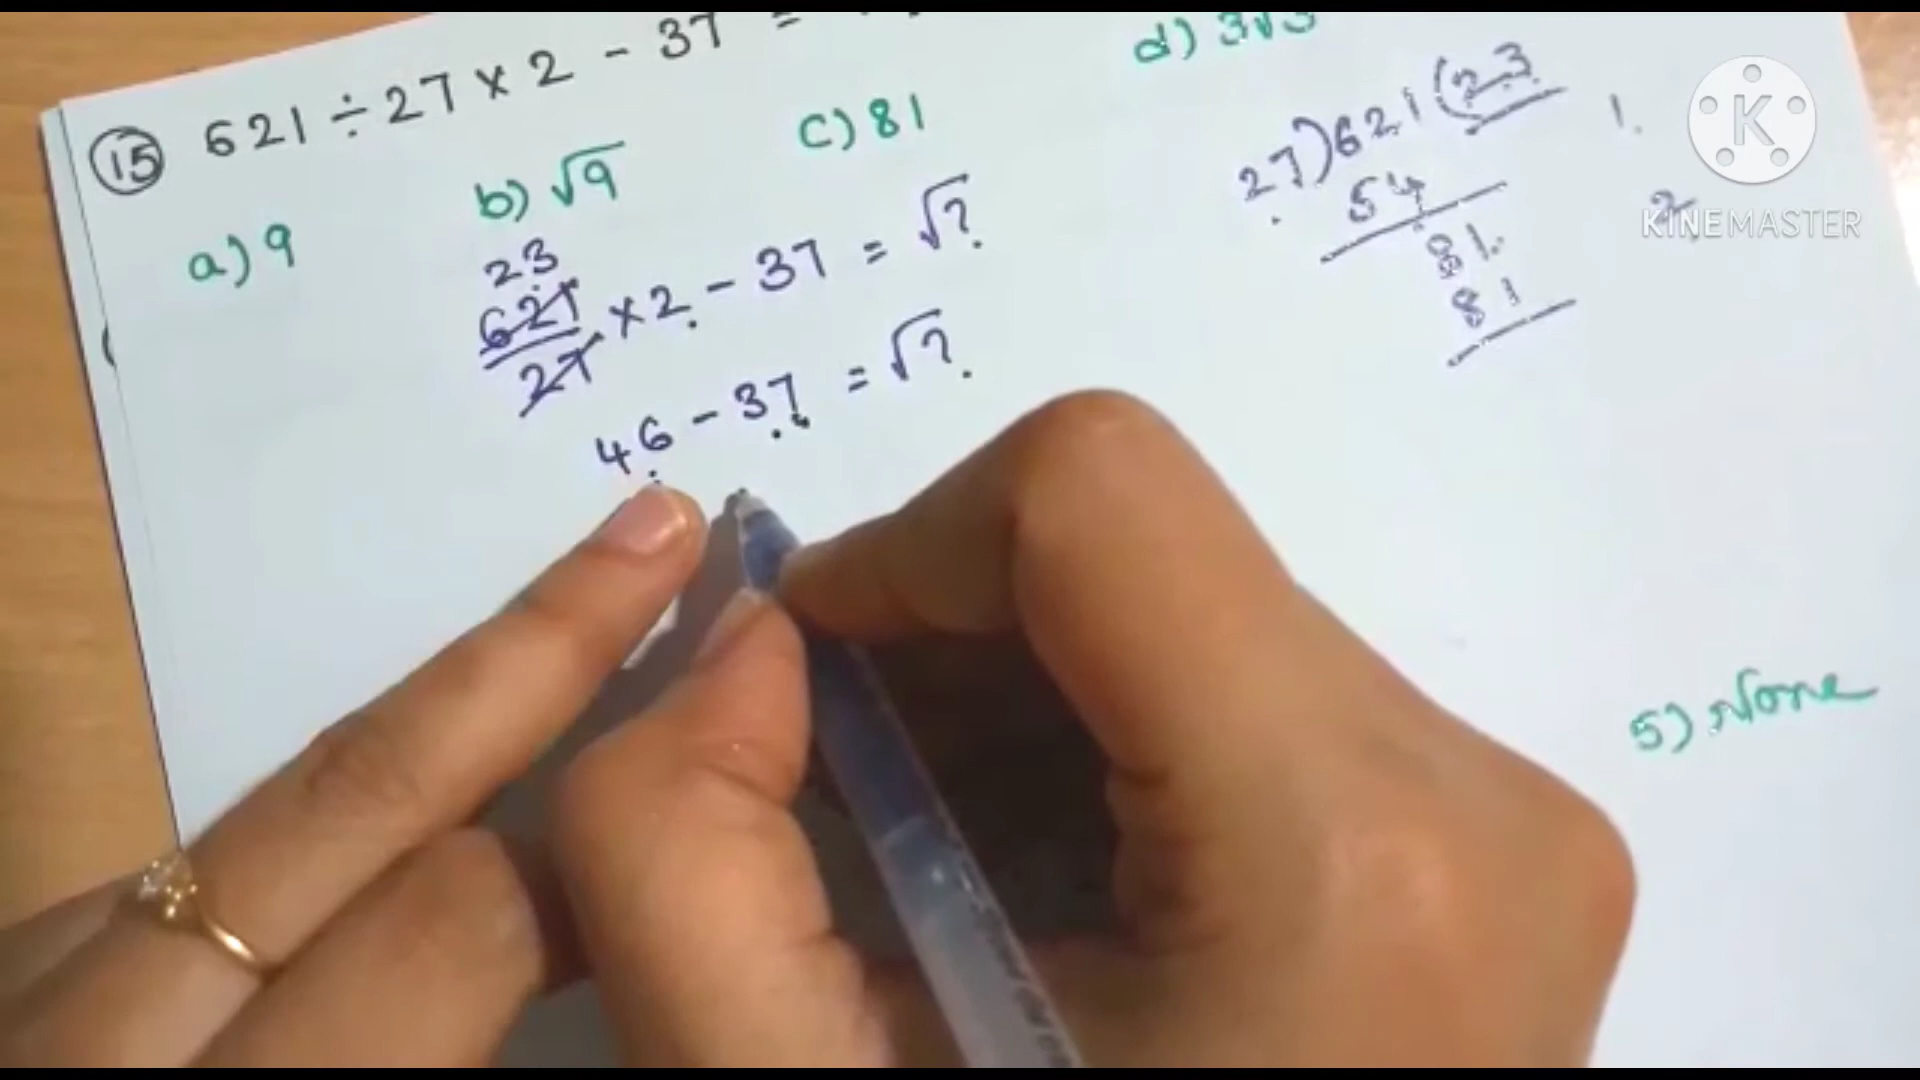 15 621 ÷ 27 × 2 - 37 =
a) 9
b) √9
c) 81
d) 3√3
23
621/27 × 2 - 37 = √?
46 - 37 = √?
27) 621 (23
54
81
81
1.
2
5) None
K
KINEMASTER